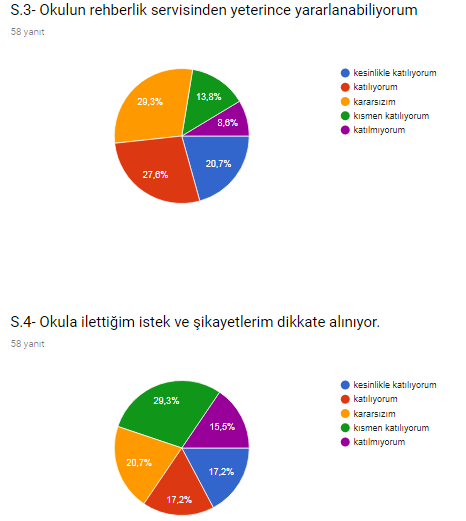 S.3- Okulun rehberlik servisinden yeterince yararlanabiliyorum
58 yanıt
kesinlikle katılıyorum
katılıyorum
kararsızım
kısmen katılıyorum
katılmıyorum
29,3%
13,8%
8,6%
20,7%
27,6%
S.4- Okula ilettiğim istek ve şikayetlerim dikkate alınıyor.
58 yanıt
kesinlikle katılıyorum
katılıyorum
kararsızım
kısmen katılıyorum
katılmıyorum
29,3%
15,5%
20,7%
17,2%
17,2%